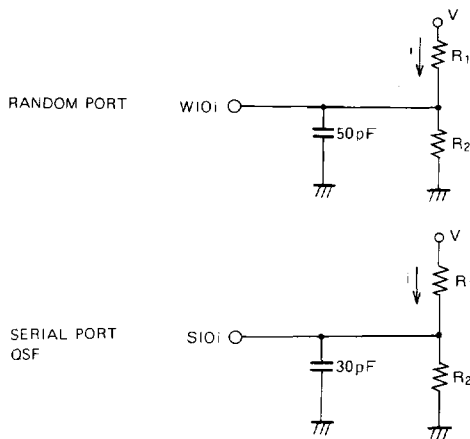 V
R1
RANDOM PORT
WIOi
50pF
R2
V
i
R
SERIAL PORT
SIOi
QSF
30pF
R2